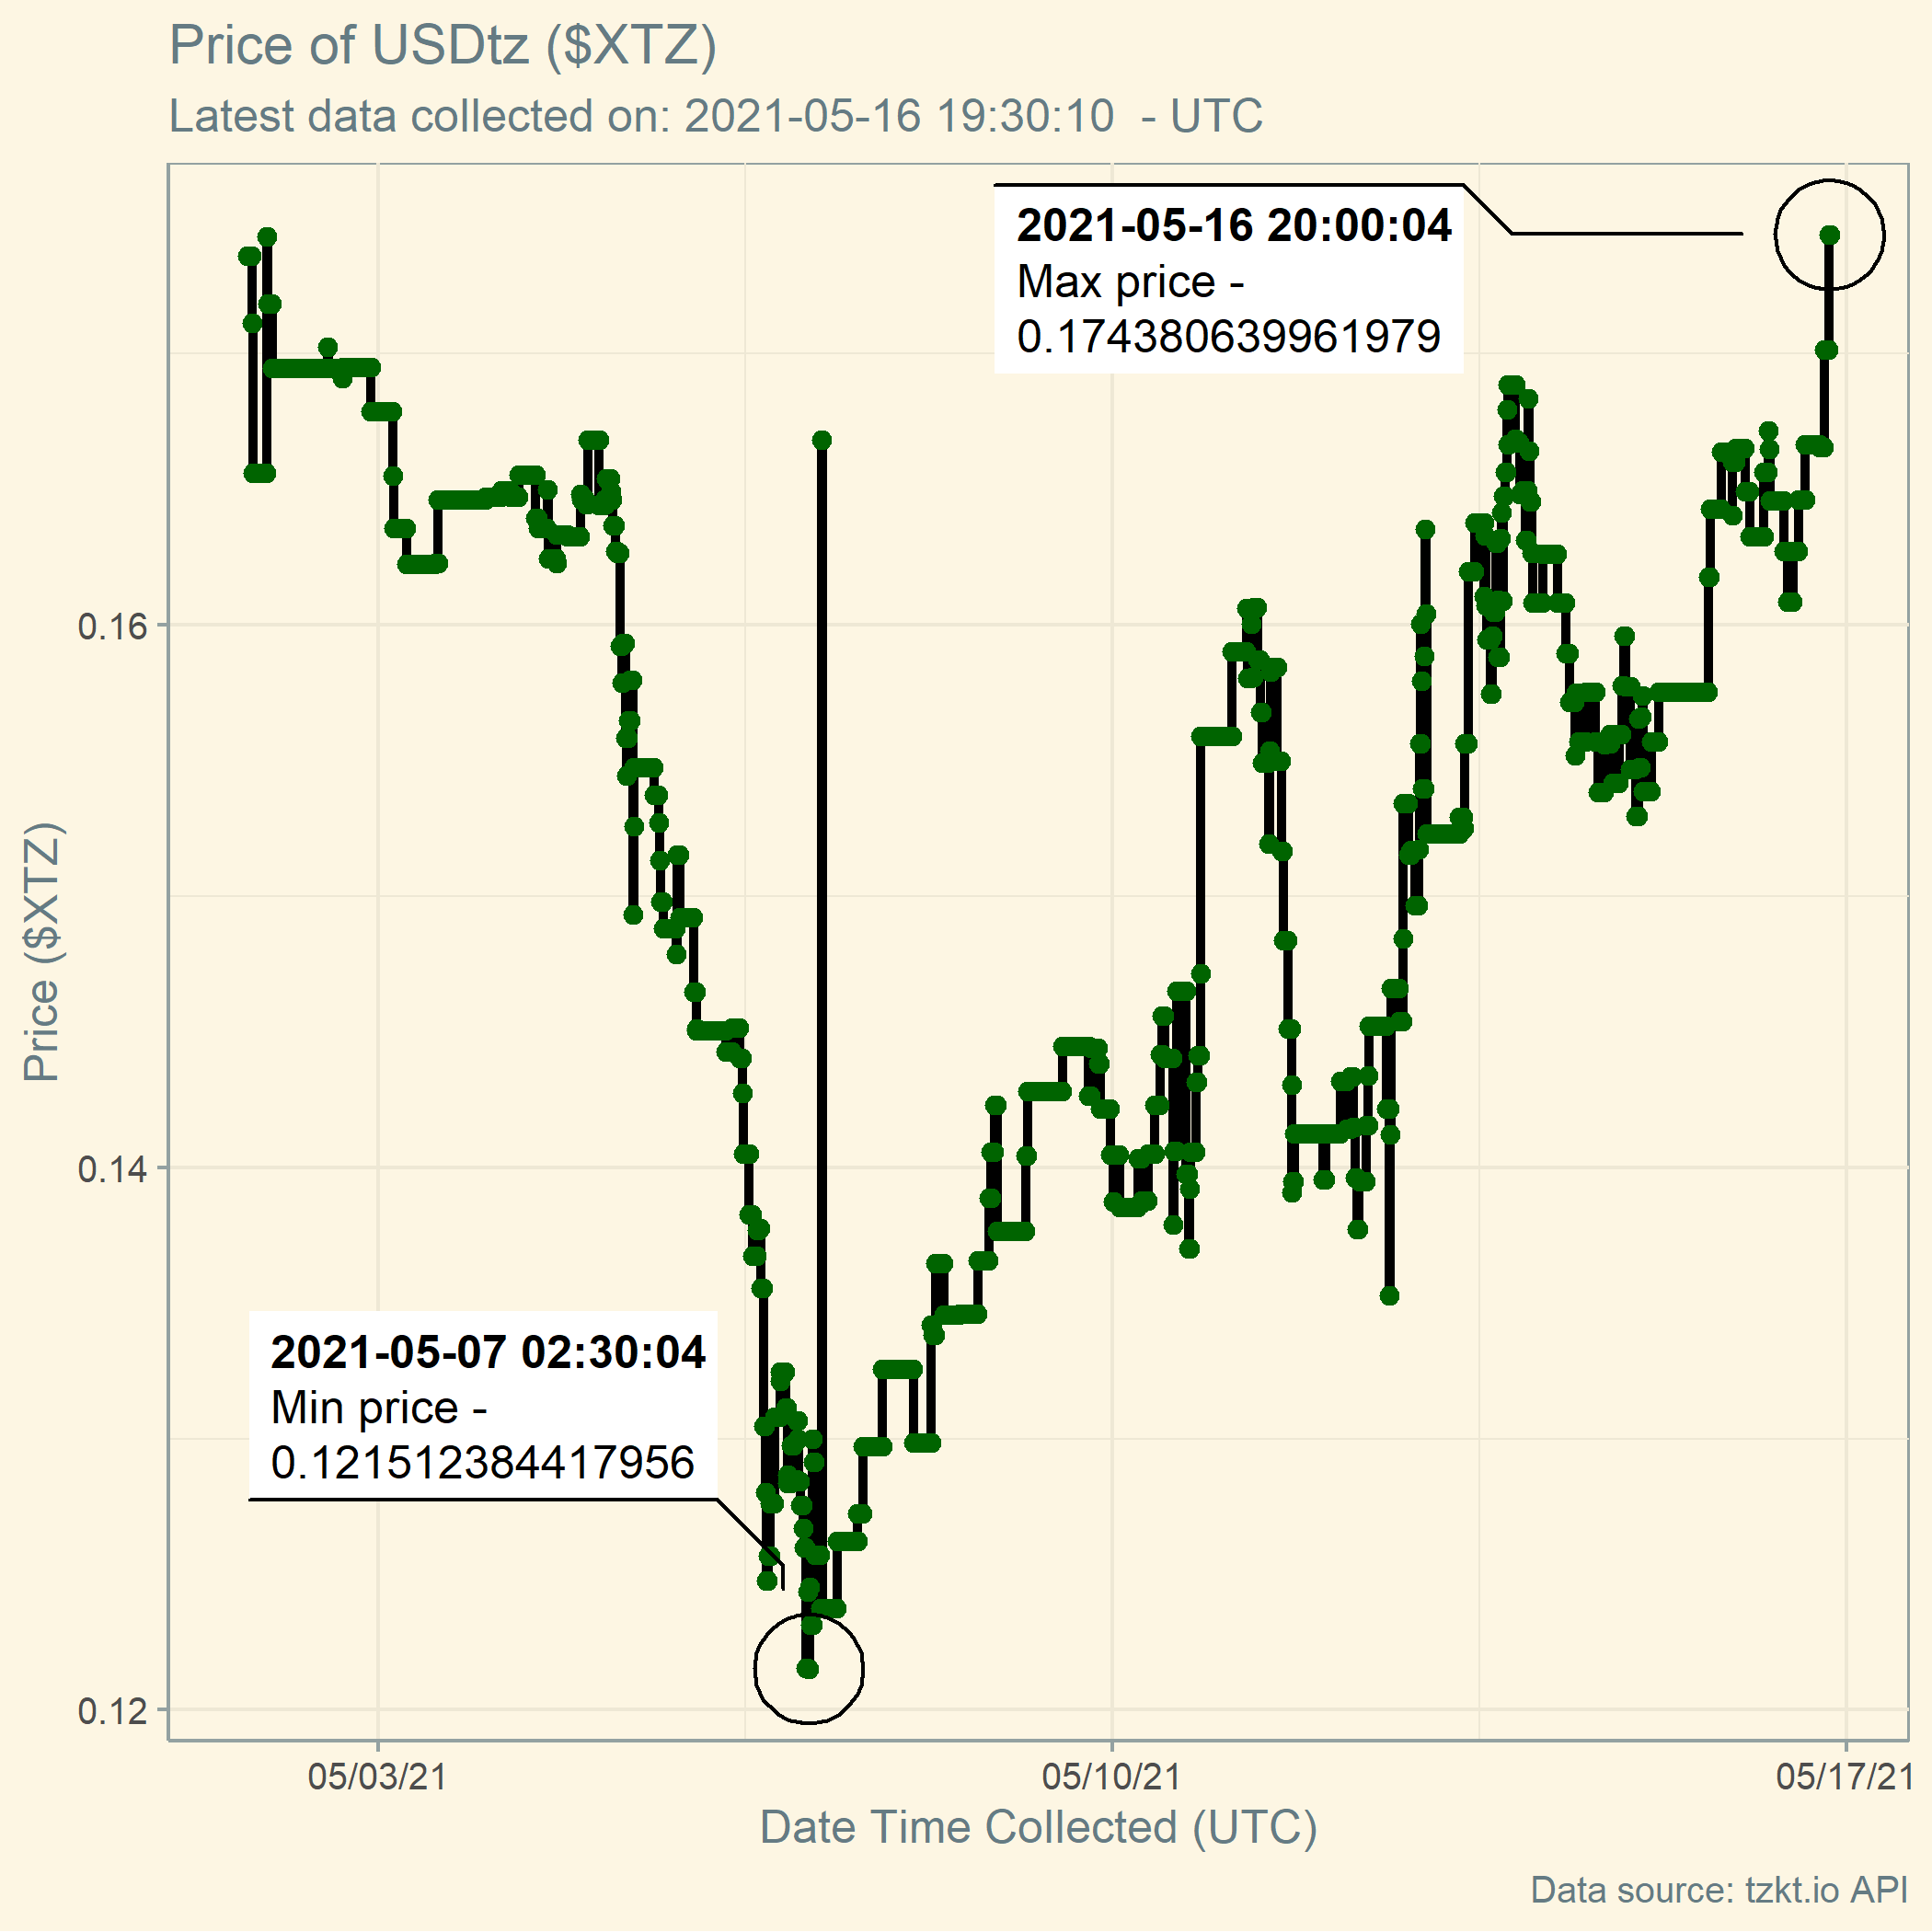 Price of USDtz ($XTZ)
Latest data collected on: 2021-05-16 19:30:10  - UTC
2021-05-16 20:00:04
Max price -
0.174380639961979
0.16
Price ($XTZ)
0.14
2021-05-07 02:30:04
Min price -
0.121512384417956
0.12
05/03/21
05/10/21
05/17/21
Date Time Collected (UTC)
Data source: tzkt.io API